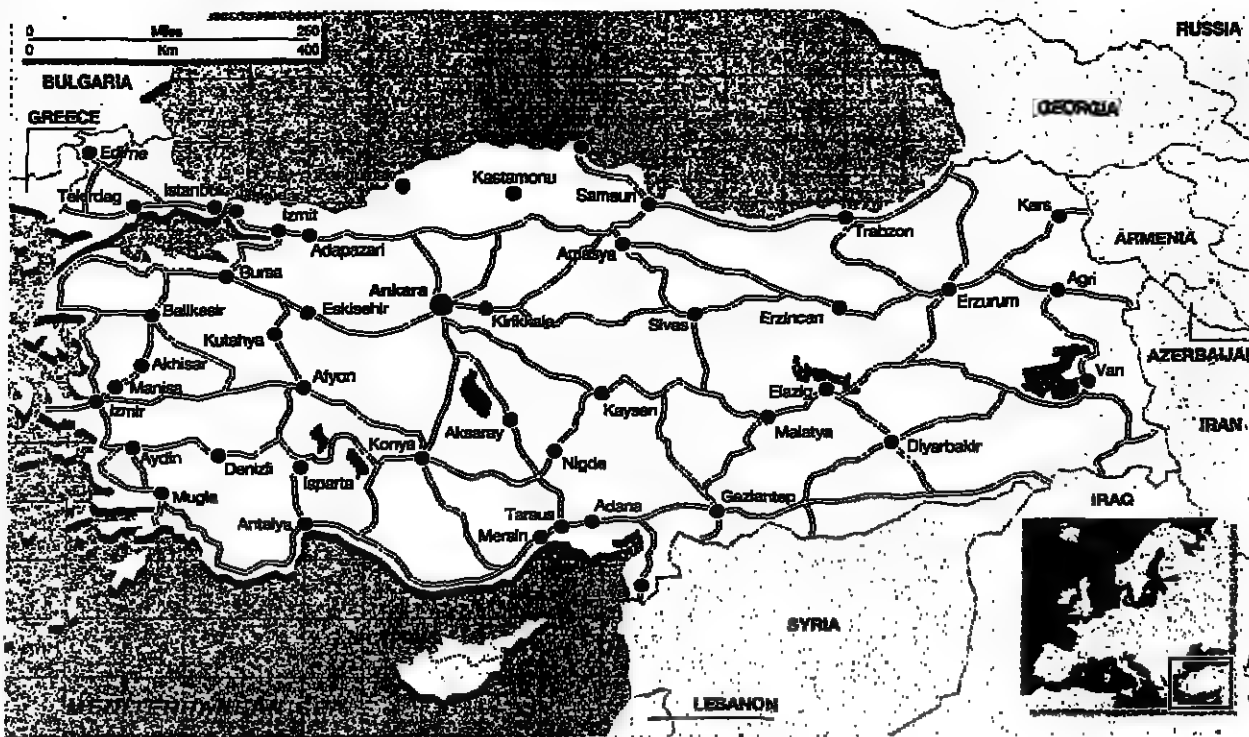 0 Miles 250
0 Km 400
RUSSIA
BULGARIA
GREECE
GEORGIA
Edirne
Tekirdag
Istanbul
Kastamonu
Samsun
Izmit
Adapazari
Trabzon
Kars
ARMENIA
Amasya
Bursa
Ankara
Agri
Erzurum
Balikesir
Eskisehir
Kirikkale
Sivas
Erzincan
Kutahya
AZERBAIJAN
Akhisar
Van
Manisa
Afyon
Elazig
Izmir
Kayseri
Aksaray
Malatya
IRAN
Konya
Diyarbakir
Aydin
Denizli
Nigde
Isparta
Mugla
Gaziantep
IRAQ
Antalya
Tarsus
Adana
Mersin
SYRIA
MEDITERRANEAN SEA
LEBANON